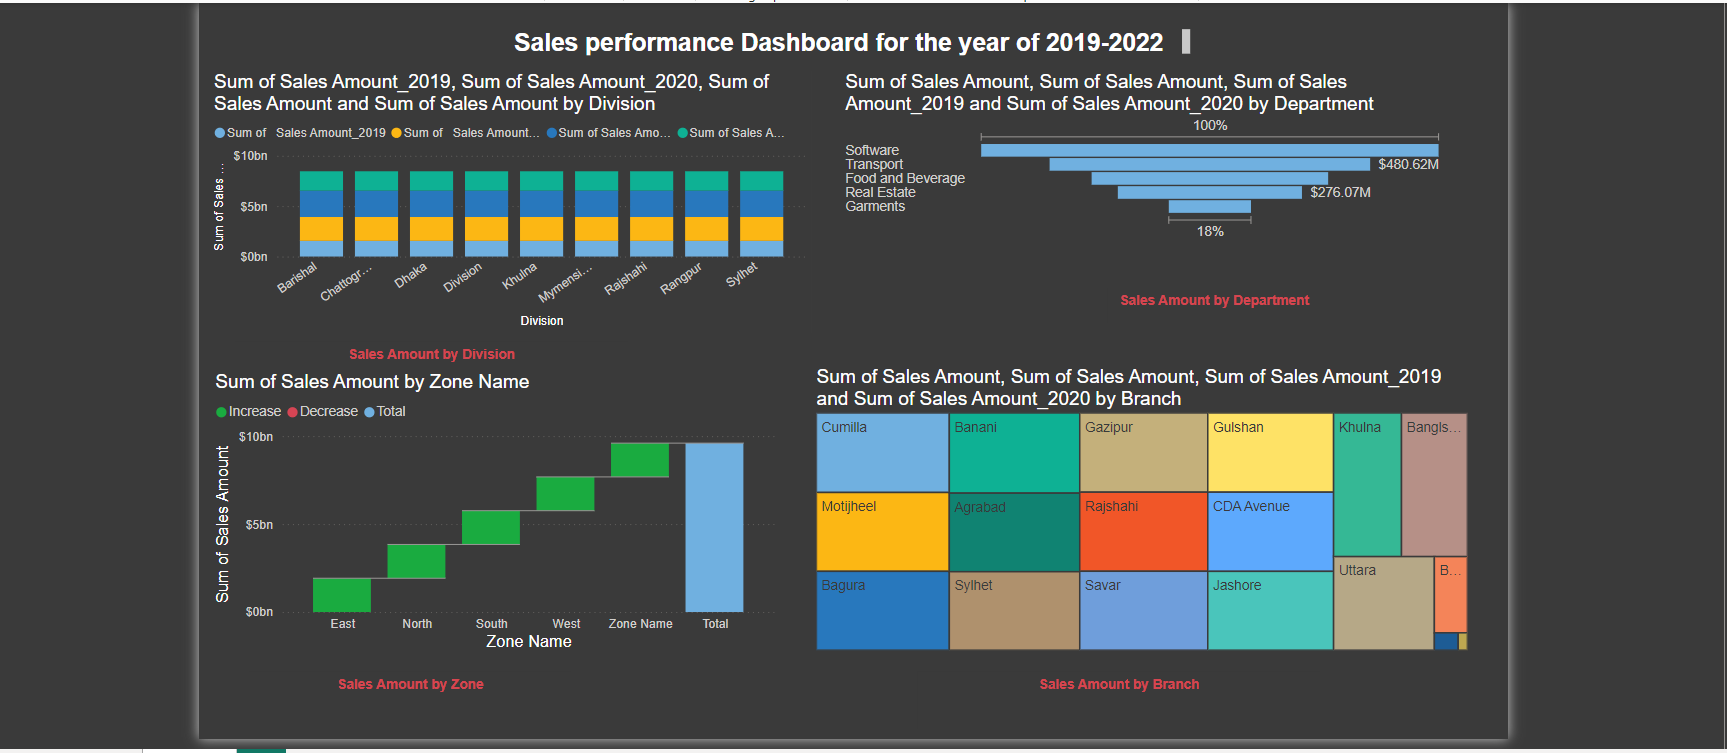 Sales performance Dashboard for the year of 2019-2022
Sum of Sales Amount_2019, Sum of Sales Amount_2020, Sum of
Sales Amount and Sum of Sales Amount by Division
Sum of Sales Amount_2019 Sum of Sales Amount... Sum of Sales Amo... Sum of Sales A...
$10bn
$5bn
$0bn
Sum of Sales ...
Barishal
Chattogr...
Dhaka
Division
Khulna
Mymensi...
Rajshahi
Rangpur
Sylhet
Division
Sales Amount by Division
Sum of Sales Amount, Sum of Sales Amount, Sum of Sales
Amount_2019 and Sum of Sales Amount_2020 by Department
100%
Software
Transport $480.62M
Food and Beverage
Real Estate $276.07M
Garments
18%
Sales Amount by Department
Sum of Sales Amount by Zone Name
Increase Decrease Total
$10bn
$5bn
$0bn
Sum of Sales Amount
East North South West Zone Name Total
Zone Name
Sales Amount by Zone
Sum of Sales Amount, Sum of Sales Amount, Sum of Sales Amount_2019
and Sum of Sales Amount_2020 by Branch
Cumilla Banani Gazipur Gulshan Khulna Bangls...
Motijheel Agrabad Rajshahi CDA Avenue
Uttara B...
Bagura Sylhet Savar Jashore
Sales Amount by Branch